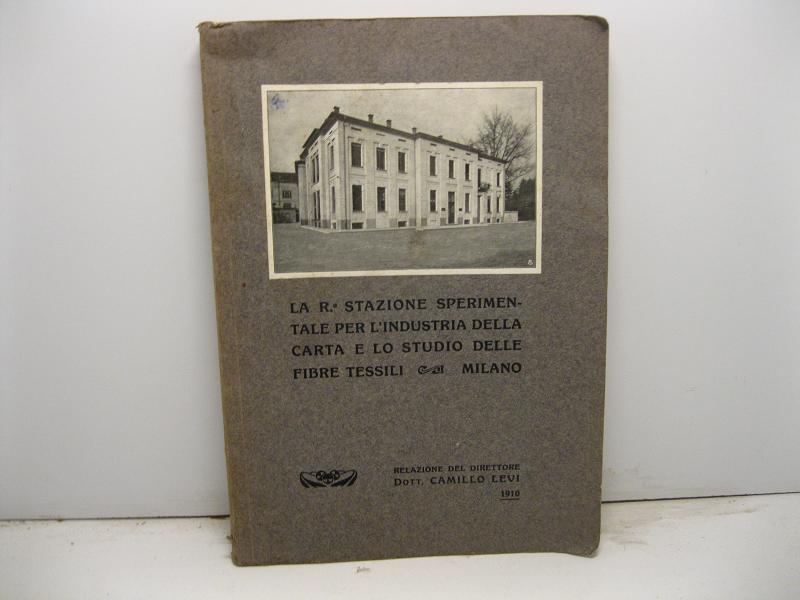 LA R.ª STAZIONE SPERIMEN-
TALE PER L'INDUSTRIA DELLA
CARTA E LO STUDIO DELLE
FIBRE TESSILI MILANO
RELAZIONE DEL DIRETTORE
DOTT. CAMILLO LEVI
1910